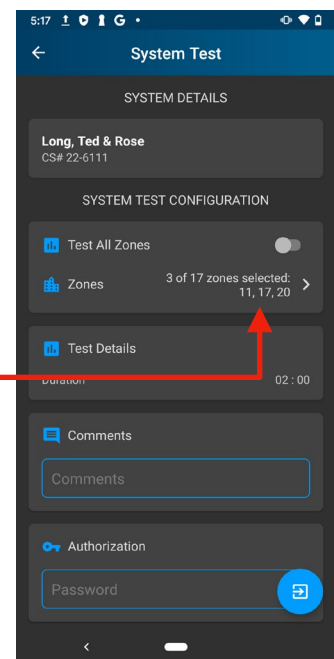 5:17 G
System Test
SYSTEM DETAILS
Long, Ted & Rose
CS# 22-6111
SYSTEM TEST CONFIGURATION
Test All Zones
Zones
3 of 17 zones selected:
11, 17, 20
Test Details
Duration 02 : 00
Comments
Comments
Authorization
Password